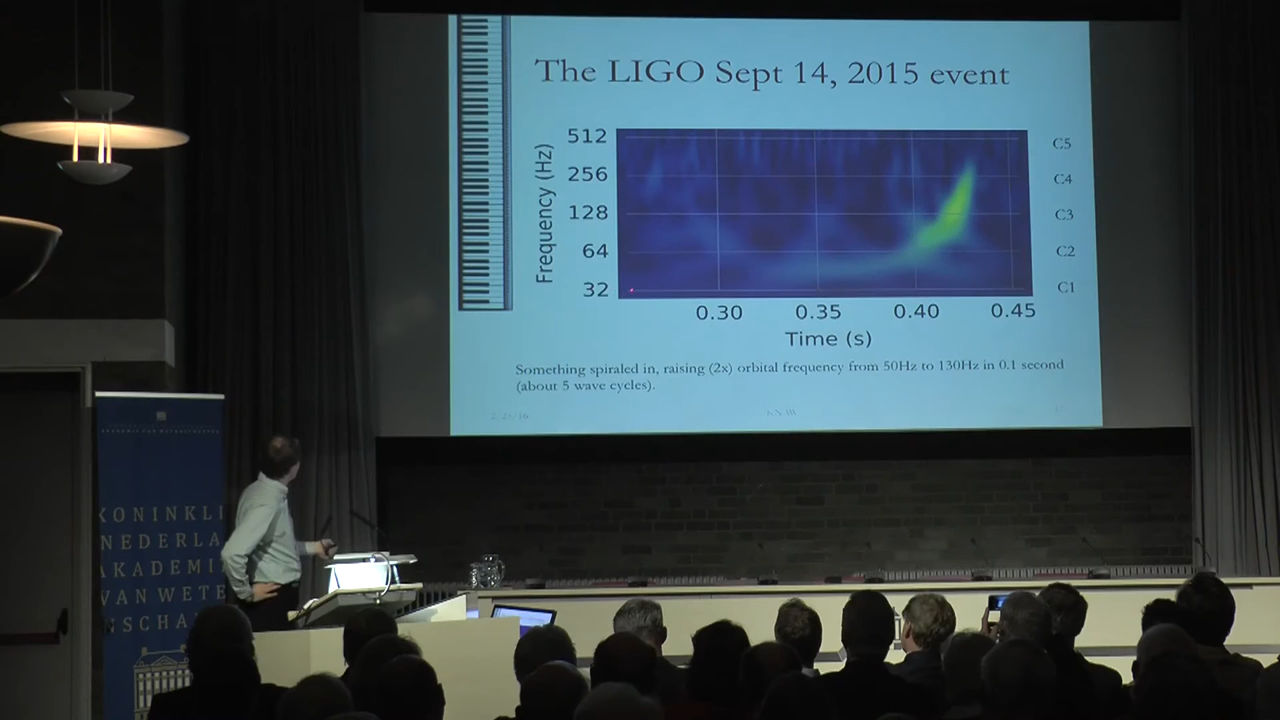 The LIGO Sept 14, 2015 event
Frequency (Hz)
512
256
128
64
32
C5
C4
C3
C2
C1
0.30 0.35 0.40 0.45
Time (s)
Something spiraled in, raising (2x) orbital frequency from 50Hz to 130Hz in 0.1 second
(about 5 wave cycles).
KONINKLI
NEDERLA
AKADEMI
VAN WETE
NSCHA